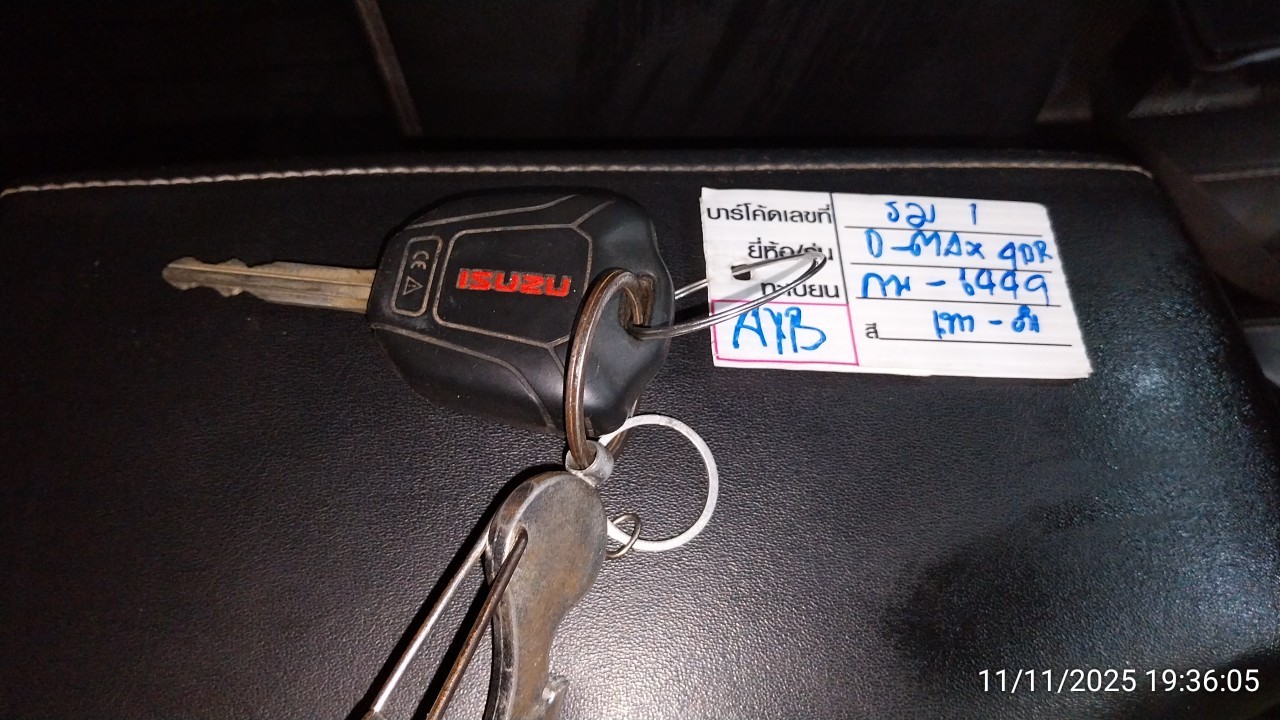 CE
ISUZU
บาร์โค้ดเลขที่ รวม 1
ยี่ห้อ/รุ่น D-MAX 4DR
ทะเบียน กพ - 6449
AYB
สี เทา - ดำ
11/11/2025 19:36:05